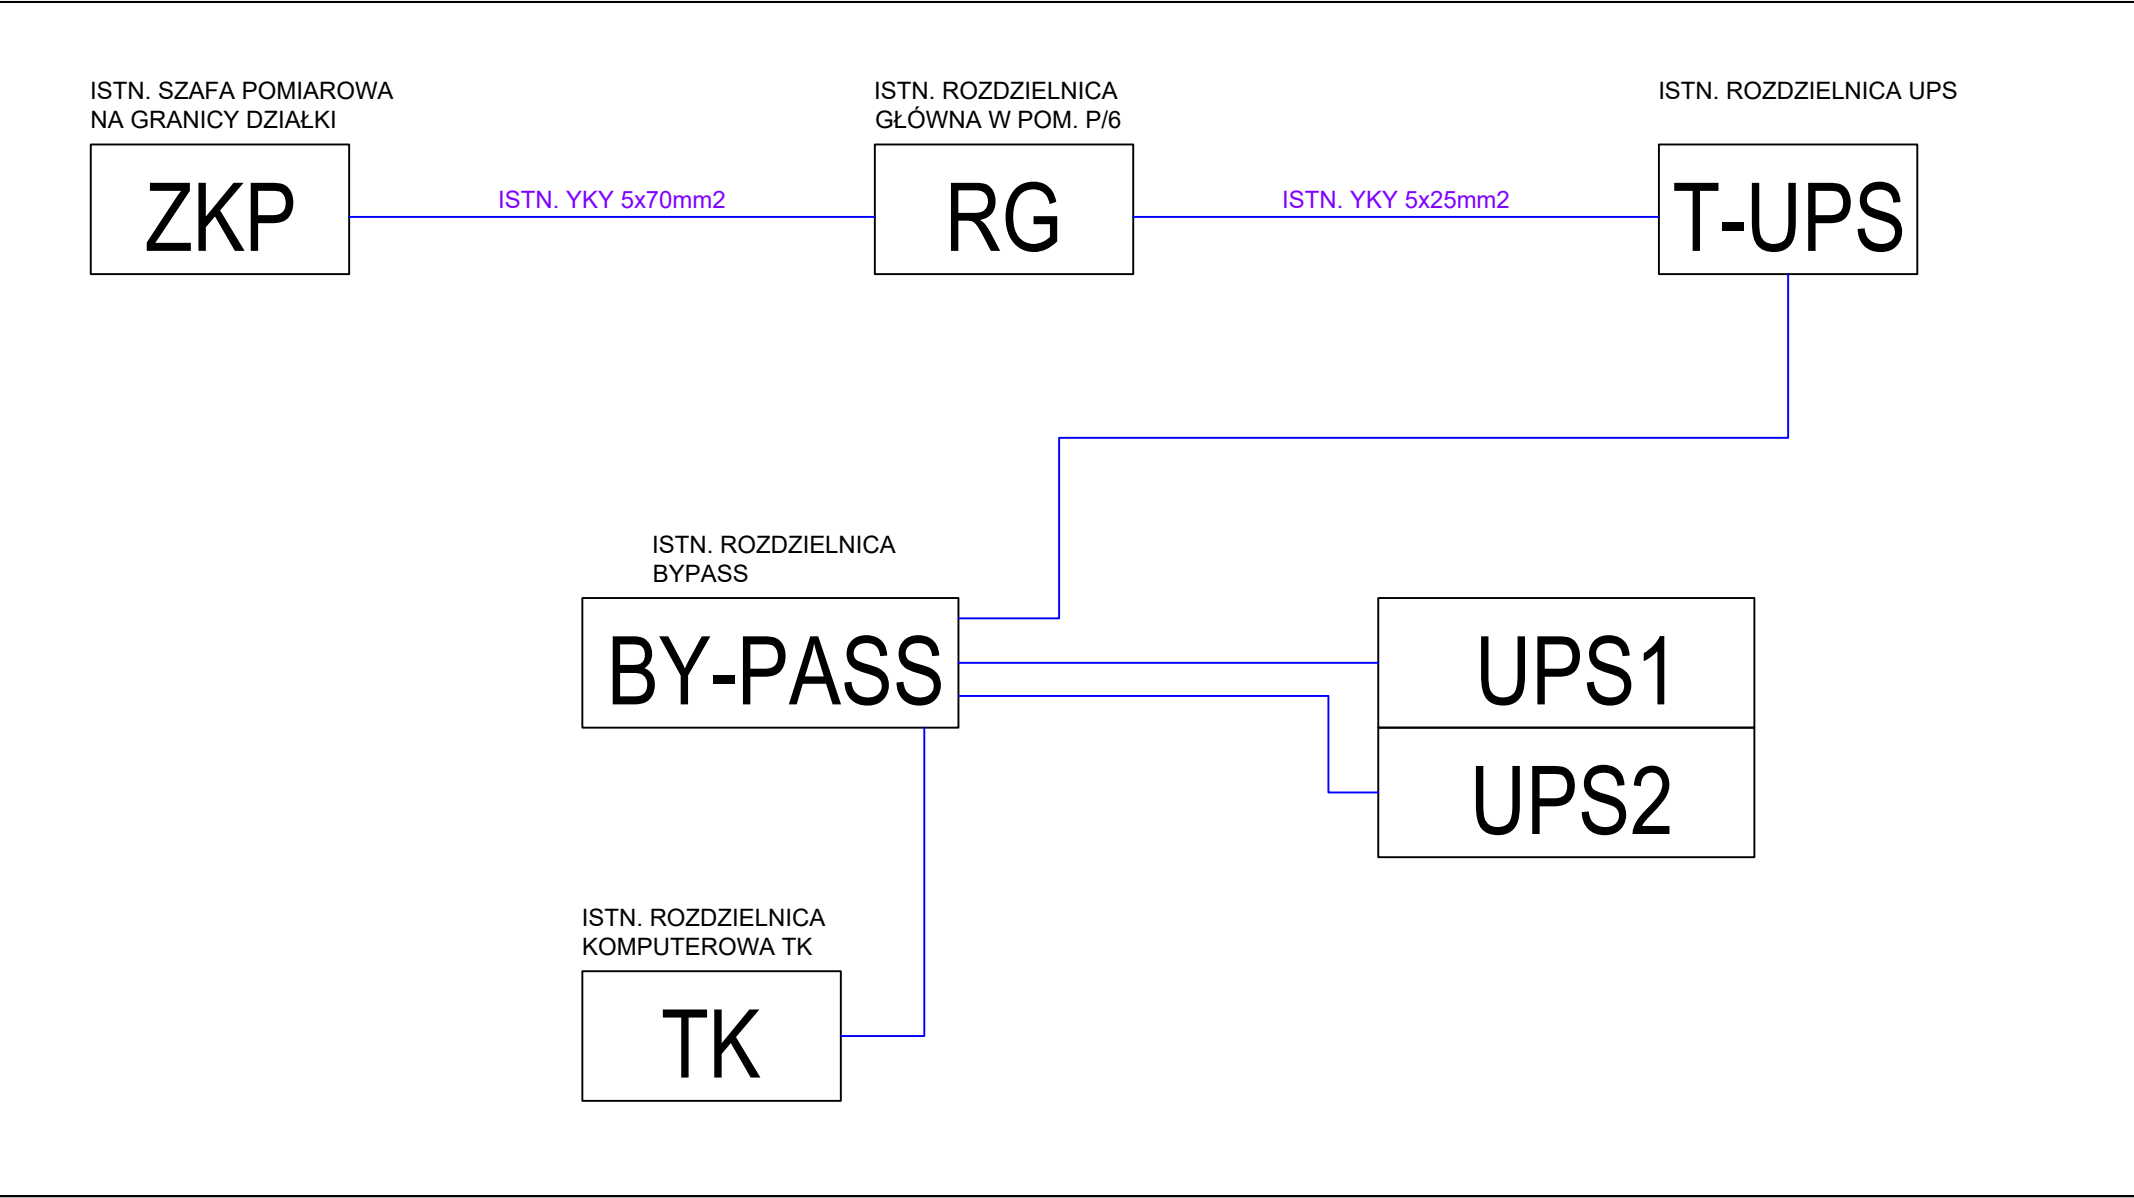 ISTN. SZAFA POMIAROWA
NA GRANICY DZIAŁKI
ZKP
ISTN. YKY 5x70mm2
ISTN. ROZDZIELNICA
GŁÓWNA W POM. P/6
RG
ISTN. YKY 5x25mm2
ISTN. ROZDZIELNICA UPS
T-UPS
ISTN. ROZDZIELNICA
BYPASS
BY-PASS
UPS1
UPS2
ISTN. ROZDZIELNICA
KOMPUTEROWA TK
TK